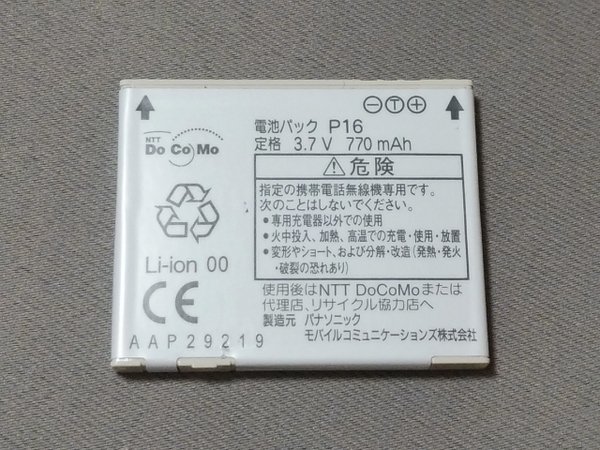 ⊖Ⓣ⊕
電池パック P16
定格 3.7 V 770 mAh
NTT
DoCoMo
⚠危険
指定の携帯電話無線機専用です。
次のことはしないでください。
●専用充電器以外での使用
●火中投入、加熱、高温での充電・使用・放置
●変形やショート、および分解・改造(発熱・発火
・破裂の恐れあり)
Li-ion 00
使用後はNTT DoCoMoまたは
代理店、リサイクル協力店へ
CE
製造元 パナソニック
モバイルコミュニケーションズ株式会社
AAP29219